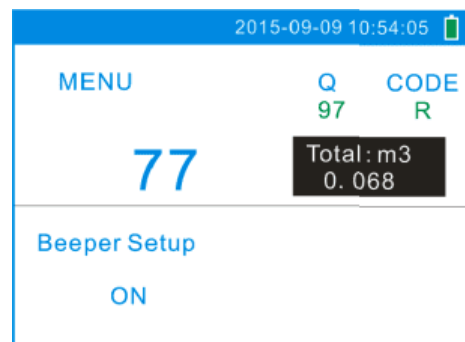 2015-09-09 10:54:05
MENU Q CODE
97 R
77 Total:m3
0.068
Beeper Setup
ON